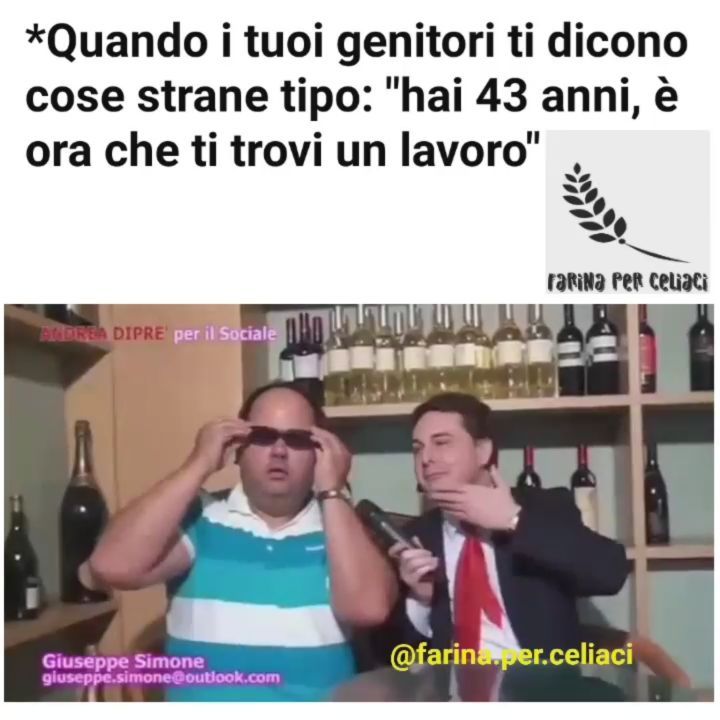 *Quando i tuoi genitori ti dicono
cose strane tipo: "hai 43 anni, è
ora che ti trovi un lavoro"
FaRiNa PeR CeLiaCi
ANDREA DIPRE' per il Sociale
@farina.per.celiaci
Giuseppe Simone
giuseppe.simone@outlook.com